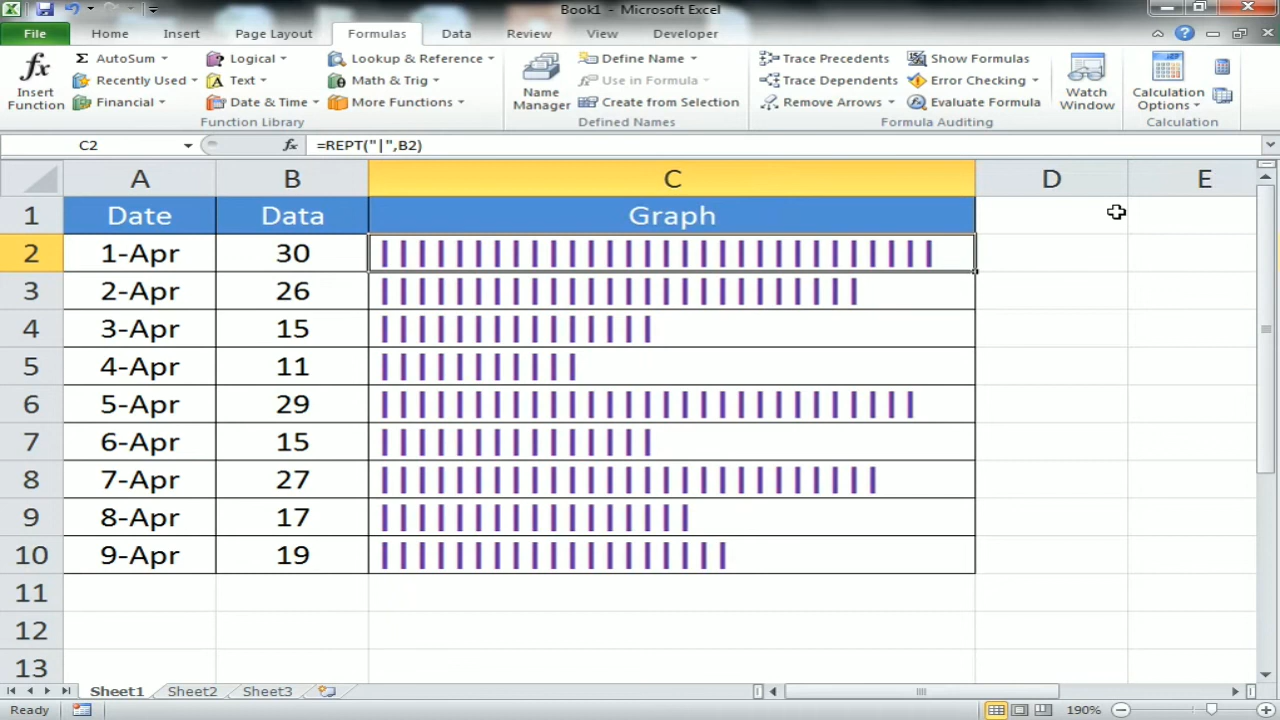 Book1 - Microsoft Excel
File Home Insert Page Layout Formulas Data Review View Developer
fx Insert Function
Σ AutoSum
Recently Used
Financial
Logical
Text
Date & Time
Lookup & Reference
Math & Trig
More Functions
Function Library
Name Manager
Define Name
Use in Formula
Create from Selection
Defined Names
Trace Precedents
Trace Dependents
Remove Arrows
Show Formulas
Error Checking
Evaluate Formula
Formula Auditing
Watch Window
Calculation Options
Calculation
C2 fx =REPT("|",B2)
A B C D E
1 Date Data Graph
2 1-Apr 30 ||||||||||||||||||||||||||||||
3 2-Apr 26 ||||||||||||||||||||||||||
4 3-Apr 15 |||||||||||||||
5 4-Apr 11 |||||||||||
6 5-Apr 29 |||||||||||||||||||||||||||||
7 6-Apr 15 |||||||||||||||
8 7-Apr 27 |||||||||||||||||||||||||||
9 8-Apr 17 |||||||||||||||||
10 9-Apr 19 |||||||||||||||||||
11
12
13
Sheet1 Sheet2 Sheet3
Ready 190%